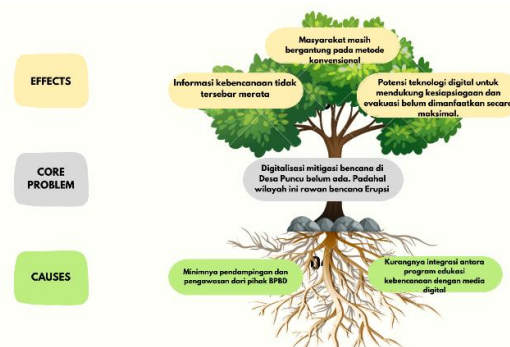 Masyarakat masih
bergantung pada metode
konvensional
EFFECTS
Informasi kebencanaan tidak
tersebar merata
Potensi teknologi digital untuk
mendukung kesiapsiagaan dan
evakuasi belum dimanfaatkan secara
maksimal.
CORE
PROBLEM
Digitalisasi mitigasi bencana di
Desa Puncu belum ada. Padahal
wilayah ini rawan bencana Erupsi
CAUSES
Minimnya pendampingan dan
pengawasan dari pihak BPBD
Kurangnya integrasi antara
program edukasi
kebencanaan dengan media
digital